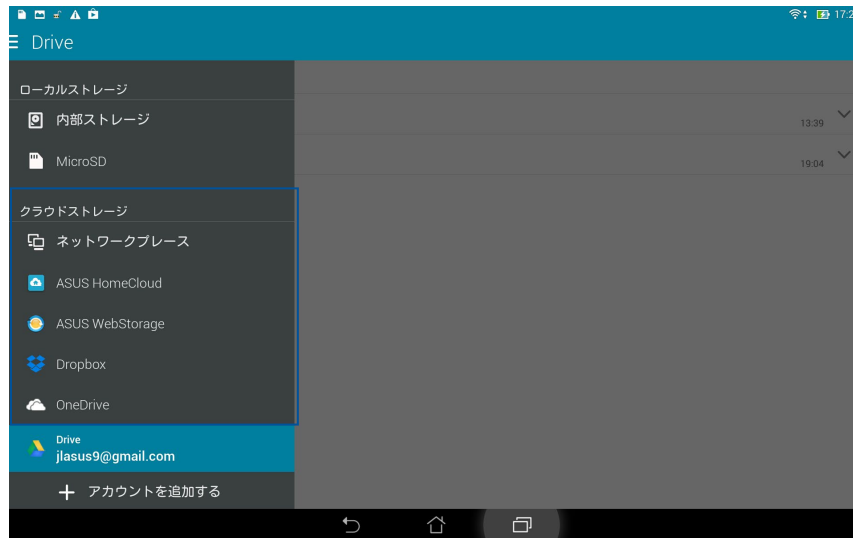 17:2
Drive
ローカルストレージ
内部ストレージ
13:39
MicroSD
19:04
クラウドストレージ
ネットワークプレース
ASUS HomeCloud
ASUS WebStorage
Dropbox
OneDrive
Drive
jlasus9@gmail.com
アカウントを追加する